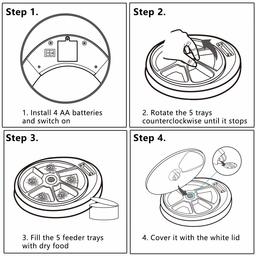 Step 1.
1. Install 4 AA batteries
and switch on
Step 2.
2. Rotate the 5 trays
counterclockwise until it stops
Step 3.
3. Fill the 5 feeder trays
with dry food
Step 4.
4. Cover it with the white lid